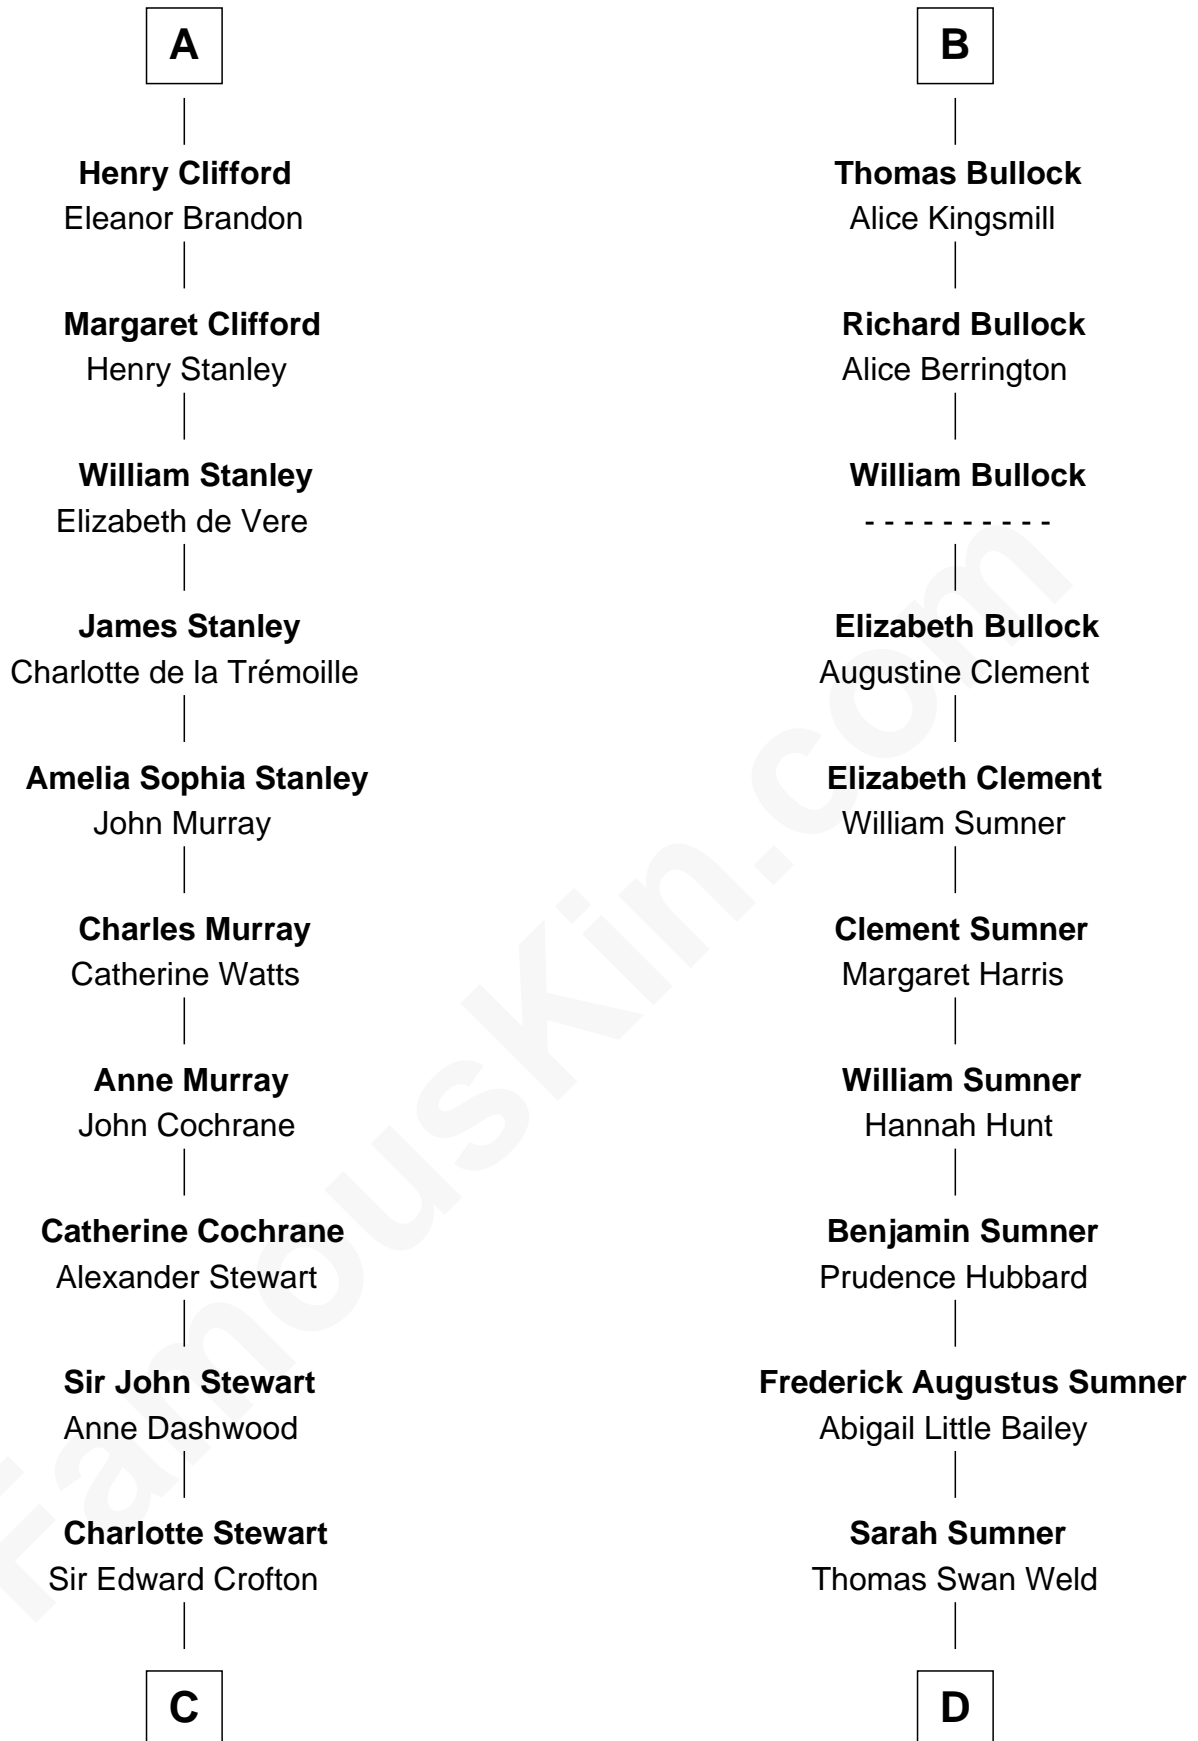 A
Henry Clifford
Eleanor Brandon
Margaret Clifford
Henry Stanley
William Stanley
Elizabeth de Vere
James Stanley
Charlotte de la Trémoille
Amelia Sophia Stanley
John Murray
Charles Murray
Catherine Watts
Anne Murray
John Cochrane
Catherine Cochrane
Alexander Stewart
Sir John Stewart
Anne Dashwood
Charlotte Stewart
Sir Edward Crofton
C
B
Thomas Bullock
Alice Kingsmill
Richard Bullock
Alice Berrington
William Bullock
- - - - - - - - - -
Elizabeth Bullock
Augustine Clement
Elizabeth Clement
William Sumner
Clement Sumner
Margaret Harris
William Sumner
Hannah Hunt
Benjamin Sumner
Prudence Hubbard
Frederick Augustus Sumner
Abigail Little Bailey
Sarah Sumner
Thomas Swan Weld
D
FamousKin.com